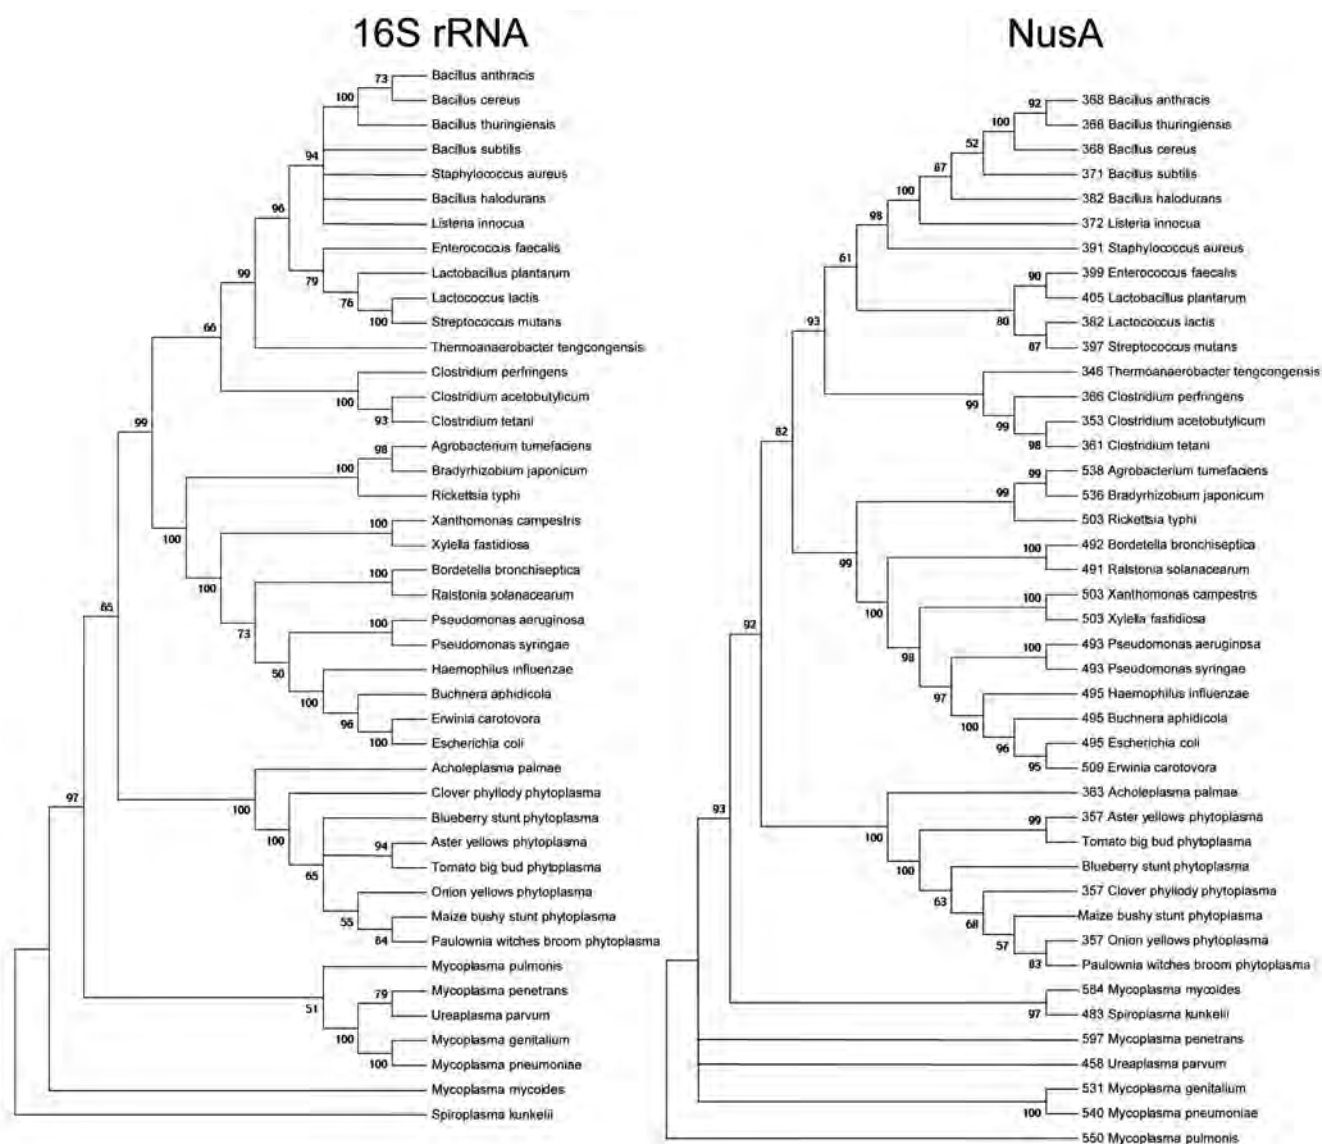 16S rRNA
73
Bacillus anthracis
100
Bacillus cereus
Bacillus thuringiensis
94
Bacillus subtilis
Staphylococcus aureus
96
Bacillus halodurans
Listeria innocua
99
Enterococcus faecalis
79
Lactobacillus plantarum
76
Lactococcus lactis
66
100
Streptococcus mutans
Thermoanaerobacter tengcongensis
Clostridium perfringens
100
Clostridium acetobutylicum
99
93
Clostridium tetani
98
Agrobacterium tumefaciens
100
Bradyrhizobium japonicum
Rickettsia typhi
100
100
Xanthomonas campestris
Xylella fastidiosa
100
100
Bordetella bronchiseptica
65
Ralstonia solanacearum
73
100
Pseudomonas aeruginosa
Pseudomonas syringae
50
Haemophilus influenzae
100
Buchnera aphidicola
96
Erwinia carotovora
100
Escherichia coli
97
Acholeplasma palmae
100
Clover phyllody phytoplasma
100
Blueberry stunt phytoplasma
94
Aster yellows phytoplasma
65
Tomato big bud phytoplasma
Onion yellows phytoplasma
55
Maize bushy stunt phytoplasma
84
Paulownia witches broom phytoplasma
Mycoplasma pulmonis
51
79
Mycoplasma penetrans
Ureaplasma parvum
100
Mycoplasma genitalium
100
Mycoplasma pneumoniae
Mycoplasma mycoides
Spiroplasma kunkelii
NusA
92
368 Bacillus anthracis
100
368 Bacillus thuringiensis
52
368 Bacillus cereus
87
371 Bacillus subtilis
100
382 Bacillus halodurans
98
372 Listeria innocua
391 Staphylococcus aureus
61
90
399 Enterococcus faecalis
405 Lactobacillus plantarum
93
80
382 Lactococcus lactis
87
397 Streptococcus mutans
346 Thermoanaerobacter tengcongensis
99
366 Clostridium perfringens
99
353 Clostridium acetobutylicum
82
98
361 Clostridium tetani
99
538 Agrobacterium tumefaciens
99
536 Bradyrhizobium japonicum
503 Rickettsia typhi
99
100
492 Bordetella bronchiseptica
491 Ralstonia solanacearum
100
100
503 Xanthomonas campestris
503 Xylella fastidiosa
92
98
100
493 Pseudomonas aeruginosa
493 Pseudomonas syringae
97
495 Haemophilus influenzae
100
495 Buchnera aphidicola
96
495 Escherichia coli
95
509 Erwinia carotovora
93
363 Acholeplasma palmae
100
99
357 Aster yellows phytoplasma
Tomato big bud phytoplasma
100
Blueberry stunt phytoplasma
63
357 Clover phyllody phytoplasma
68
Maize bushy stunt phytoplasma
57
357 Onion yellows phytoplasma
83
Paulownia witches broom phytoplasma
584 Mycoplasma mycoides
97
483 Spiroplasma kunkelii
597 Mycoplasma penetrans
458 Ureaplasma parvum
531 Mycoplasma genitalium
100
540 Mycoplasma pneumoniae
550 Mycoplasma pulmonis